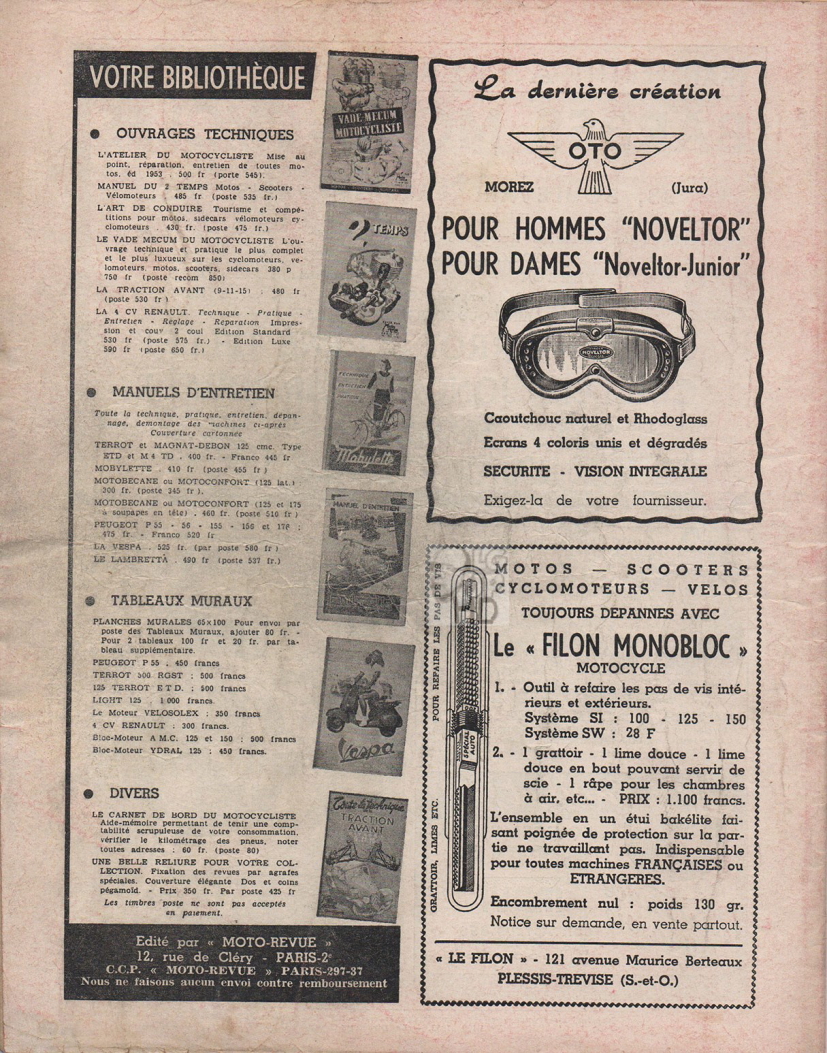 VOTRE BIBLIOTHÈQUE
● OUVRAGES TECHNIQUES
L'ATELIER DU MOTOCYCLISTE Mise au
point, réparation, entretien de toutes mo-
tos, éd 1953 . 500 fr (porte 545).
MANUEL DU 2 TEMPS Motos - Scooters -
Vélomoteurs . 485 fr (poste 535 fr.)
L'ART DE CONDUIRE Tourisme et compé-
titions pour motos, sidecars vélomoteurs cy-
clomoteurs . 430 fr. (poste 475 fr.)
LE VADE MECUM DU MOTOCYCLISTE L'ou-
vrage technique et pratique le plus complet
et le plus luxueux sur les cyclomoteurs, ve-
lomoteurs, motos, scooters, sidecars 380 p
750 fr (poste recom 850)
LA TRACTION AVANT (9-11-15) . 480 fr
(poste 530 fr)
LA 4 CV RENAULT. Technique - Pratique -
Entretien - Réglage - Reparation Impres-
sion et couv 2 coul Edition Standard
530 fr (poste 575 fr.) - Edition Luxe
590 fr (poste 650 fr.)
● MANUELS D'ENTRETIEN
Toute la technique, pratique, entretien, dépan-
nage, démontage des machines ci-après
Couverture cartonnée
TERROT et MAGNAT-DEBON 125 cmc. Type
ETD et M 4 TD . 400 fr. - Franco 445 fr
MOBYLETTE . 410 fr (poste 455 fr)
MOTOBECANE ou MOTOCONFORT (125 lat.)
300 fr. (poste 345 fr).
MOTOBECANE ou MOTOCONFORT (125 et 175
à soupapes en tête) . 460 fr. (poste 510 fr)
PEUGEOT P 55 - 56 - 155 - 156 et 176 :
475 fr. - Franco 520 fr
LA VESPA . 525 fr. (par poste 580 fr)
LE LAMBRETTA . 490 fr (poste 537 fr.)
● TABLEAUX MURAUX
PLANCHES MURALES 65x100 Pour envoi par
poste des Tableaux Muraux, ajouter 80 fr. -
Pour 2 tableaux 100 fr et 20 fr. par ta-
bleau supplémentaire.
PEUGEOT P 55 . 450 francs
TERROT 500 RGST : 500 francs
125 TERROT E T D. : 500 francs
LIGHT 125 . 1 000 francs.
Le Moteur VELOSOLEX : 350 francs
4 CV RENAULT : 300 francs.
Bloc-Moteur A M.C. 125 et 150 : 500 francs
Bloc-Moteur YDRAL 125 : 450 francs.
● DIVERS
LE CARNET DE BORD DU MOTOCYCLISTE
Aide-mémoire permettant de tenir une comp-
tabilité scrupuleuse de votre consommation,
vérifier le kilométrage des pneus, noter
toutes adresses . 60 fr. (poste 80)
UNE BELLE RELIURE POUR VOTRE COL-
LECTION. Fixation des revues par agrafes
spéciales. Couverture élégante Dos et coins
pégamoïd. - Prix 350 fr. Par poste 425 fr
Les timbres poste ne sont pas acceptés
en paiement.
Edité par « MOTO-REVUE »
12, rue de Cléry - PARIS-2e
C.C.P. « MOTO-REVUE » PARIS-297-37
Nous ne faisons aucun envoi contre remboursement
VADE MECUM
DU
MOTOCYCLISTE
2 TEMPS
TECHNIQUE
ENTRETIEN
Mobylette
MANUEL D'ENTRETIEN
Vespa
Toute la Technique
TRACTION
AVANT
La dernière création
OTO
MOREZ (Jura)
POUR HOMMES "NOVELTOR"
POUR DAMES "Noveltor-Junior"
NOVELTOR
Caoutchouc naturel et Rhodoglass
Ecrans 4 coloris unis et dégradés
SECURITE - VISION INTEGRALE
Exigez-la de votre fournisseur.
POUR REFAIRE LES PAS DE VIS
GRATTOIR, LIMES ETC.
SPÉCIAL
AUTO
MOTOS — SCOOTERS
CYCLOMOTEURS — VELOS
TOUJOURS DEPANNES AVEC
Le « FILON MONOBLOC »
MOTOCYCLE
1. - Outil à refaire les pas de vis inté-
rieurs et extérieurs.
Système SI : 100 - 125 - 150
Système SW : 28 F
2. - 1 grattoir - 1 lime douce - 1 lime
douce en bout pouvant servir de
scie - 1 râpe pour les chambres
à air, etc... - PRIX : 1.100 francs.
L'ensemble en un étui bakélite fai-
sant poignée de protection sur la par-
tie ne travaillant pas. Indispensable
pour toutes machines FRANÇAISES ou
ETRANGERES.
Encombrement nul : poids 130 gr.
Notice sur demande, en vente partout.
« LE FILON » - 121 avenue Maurice Berteaux
PLESSIS-TREVISE (S.-et-O.)